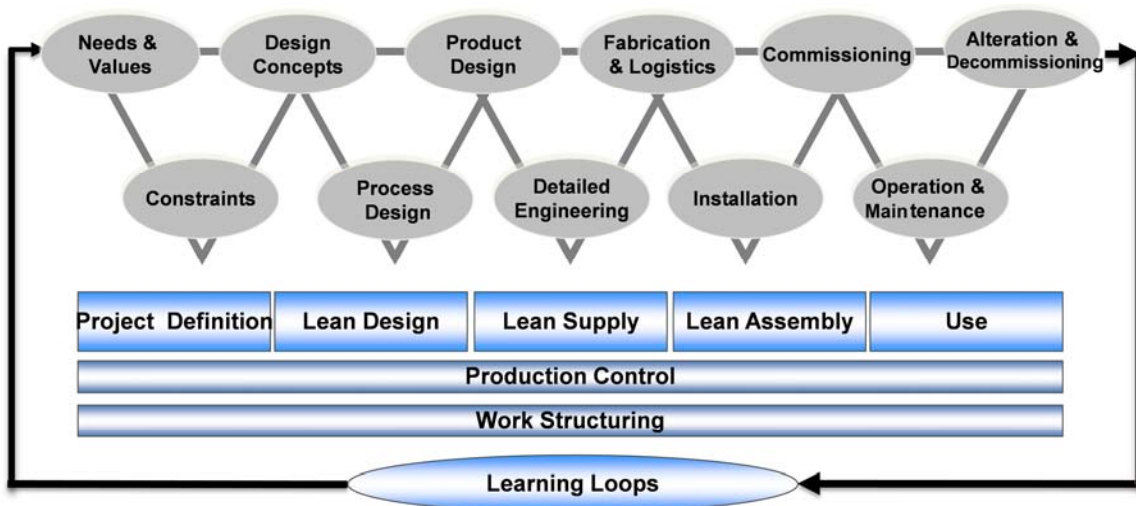 Needs &
Values
Design
Concepts
Product
Design
Fabrication
& Logistics
Commissioning
Alteration &
Decommissioning
Constraints
Process
Design
Detailed
Engineering
Installation
Operation &
Maintenance
Project Definition
Lean Design
Lean Supply
Lean Assembly
Use
Production Control
Work Structuring
Learning Loops